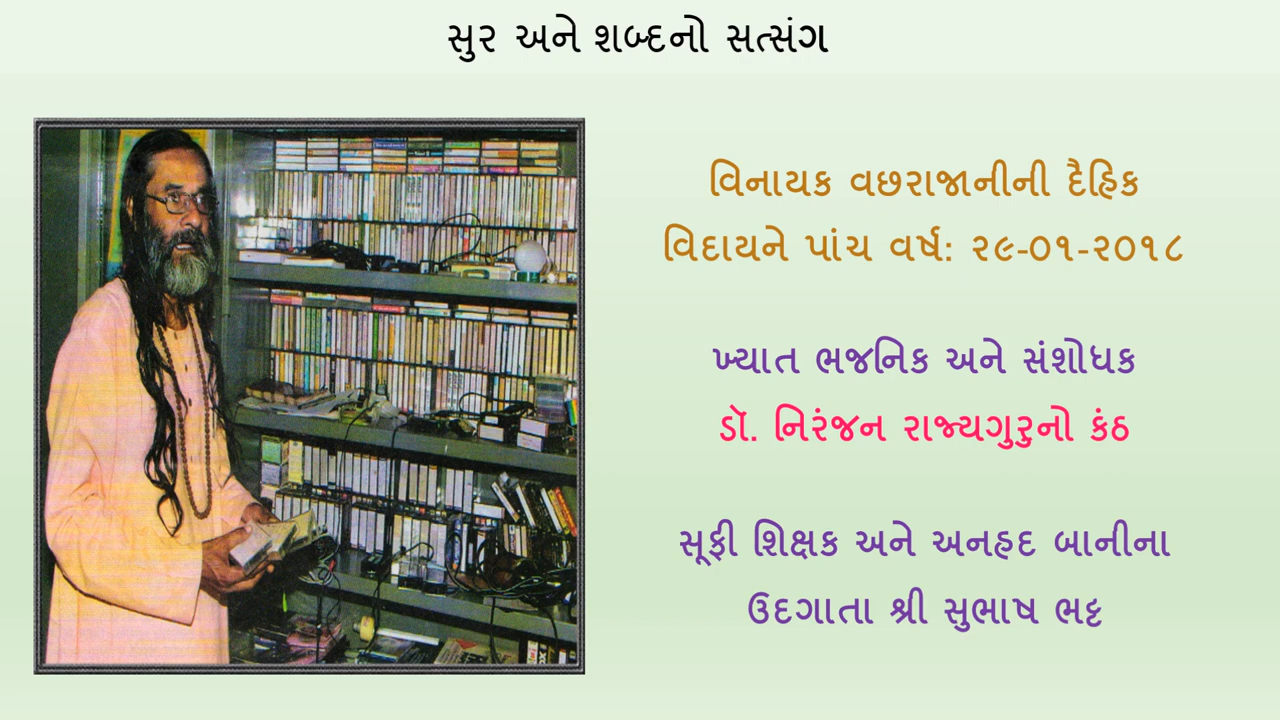 સુર અને શબ્દનો સત્સંગ
વિનાયક વછરાજાનીની દૈહિક
વિદાયને પાંચ વર્ષ: ૨૯-૦૧-૨૦૧૮
ખ્યાત ભજનિક અને સંશોધક
ડૉ. નિરંજન રાજ્યગુરુનો કંઠ
સૂફી શિક્ષક અને અનહદ બાનીના
ઉદગાતા શ્રી સુભાષ ભટ્ટ